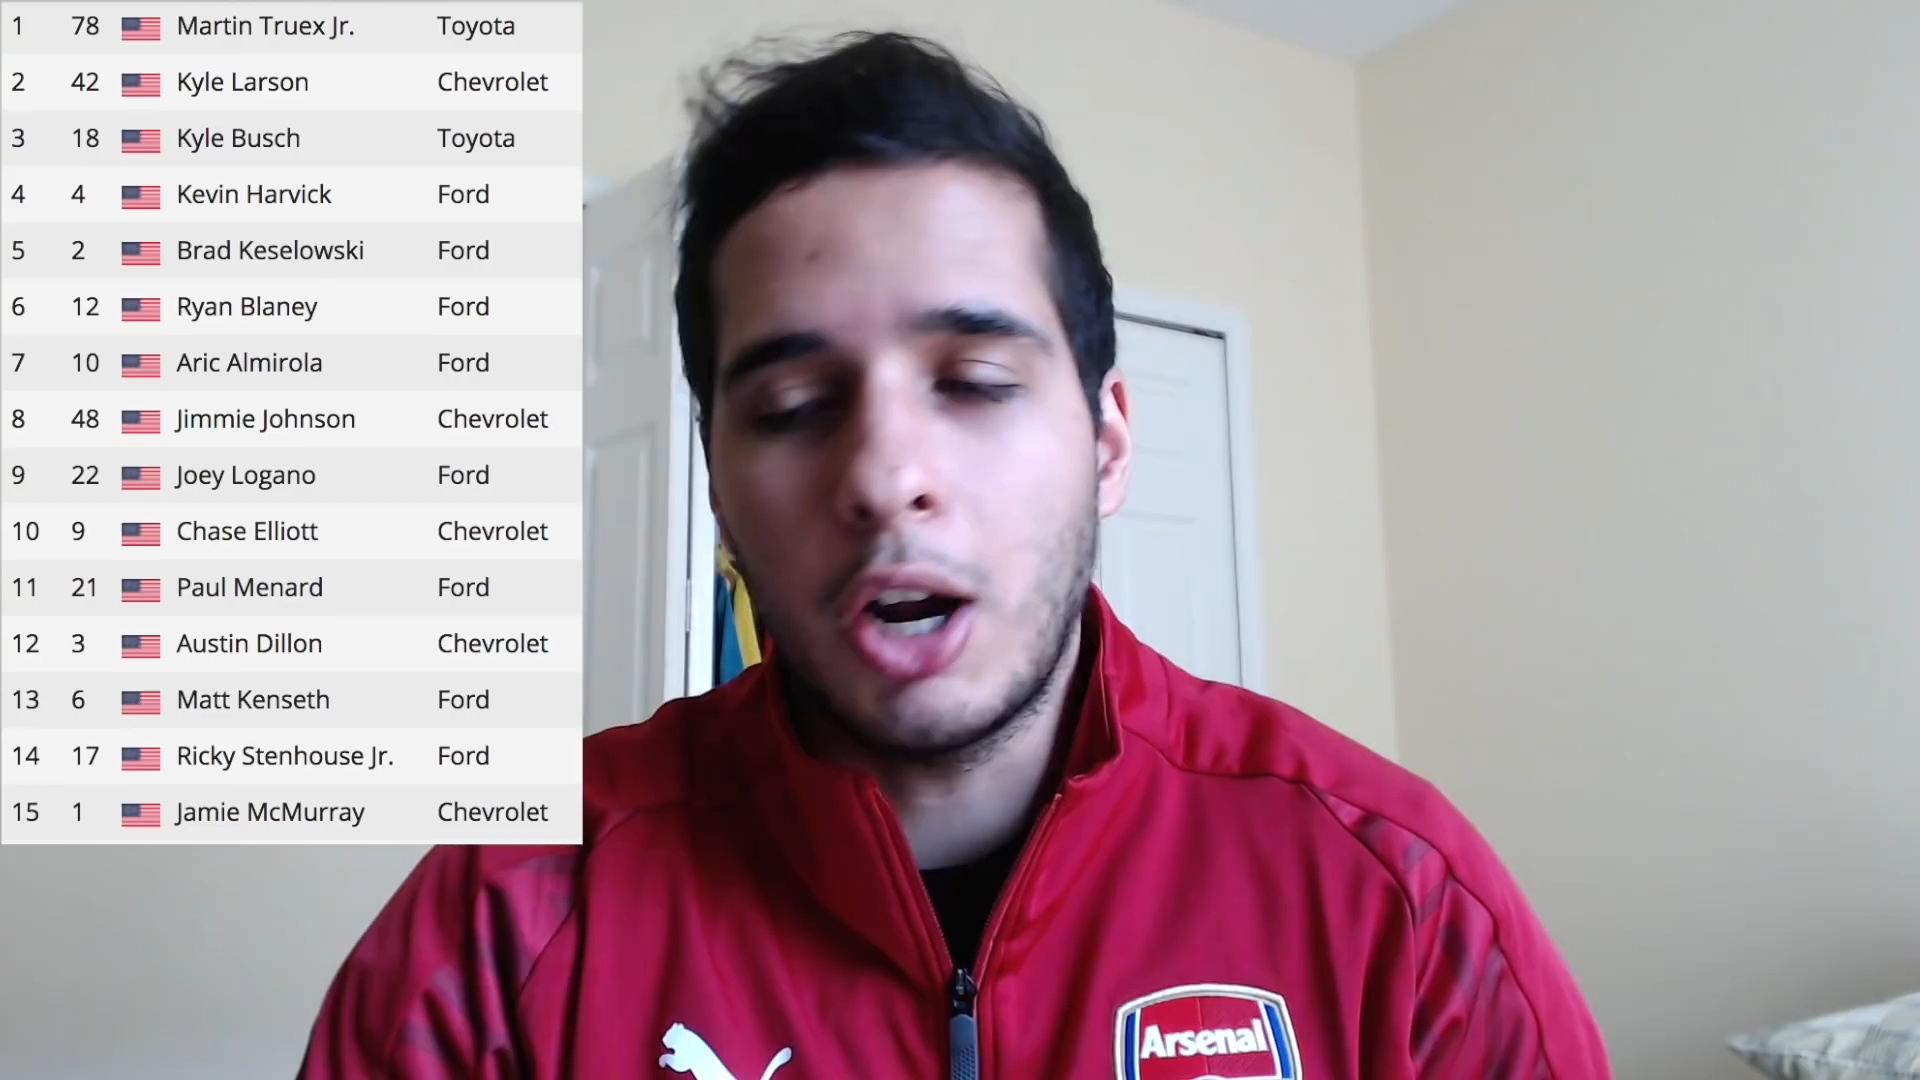 1 78 Martin Truex Jr. Toyota
2 42 Kyle Larson Chevrolet
3 18 Kyle Busch Toyota
4 4 Kevin Harvick Ford
5 2 Brad Keselowski Ford
6 12 Ryan Blaney Ford
7 10 Aric Almirola Ford
8 48 Jimmie Johnson Chevrolet
9 22 Joey Logano Ford
10 9 Chase Elliott Chevrolet
11 21 Paul Menard Ford
12 3 Austin Dillon Chevrolet
13 6 Matt Kenseth Ford
14 17 Ricky Stenhouse Jr. Ford
15 1 Jamie McMurray Chevrolet
Arsenal